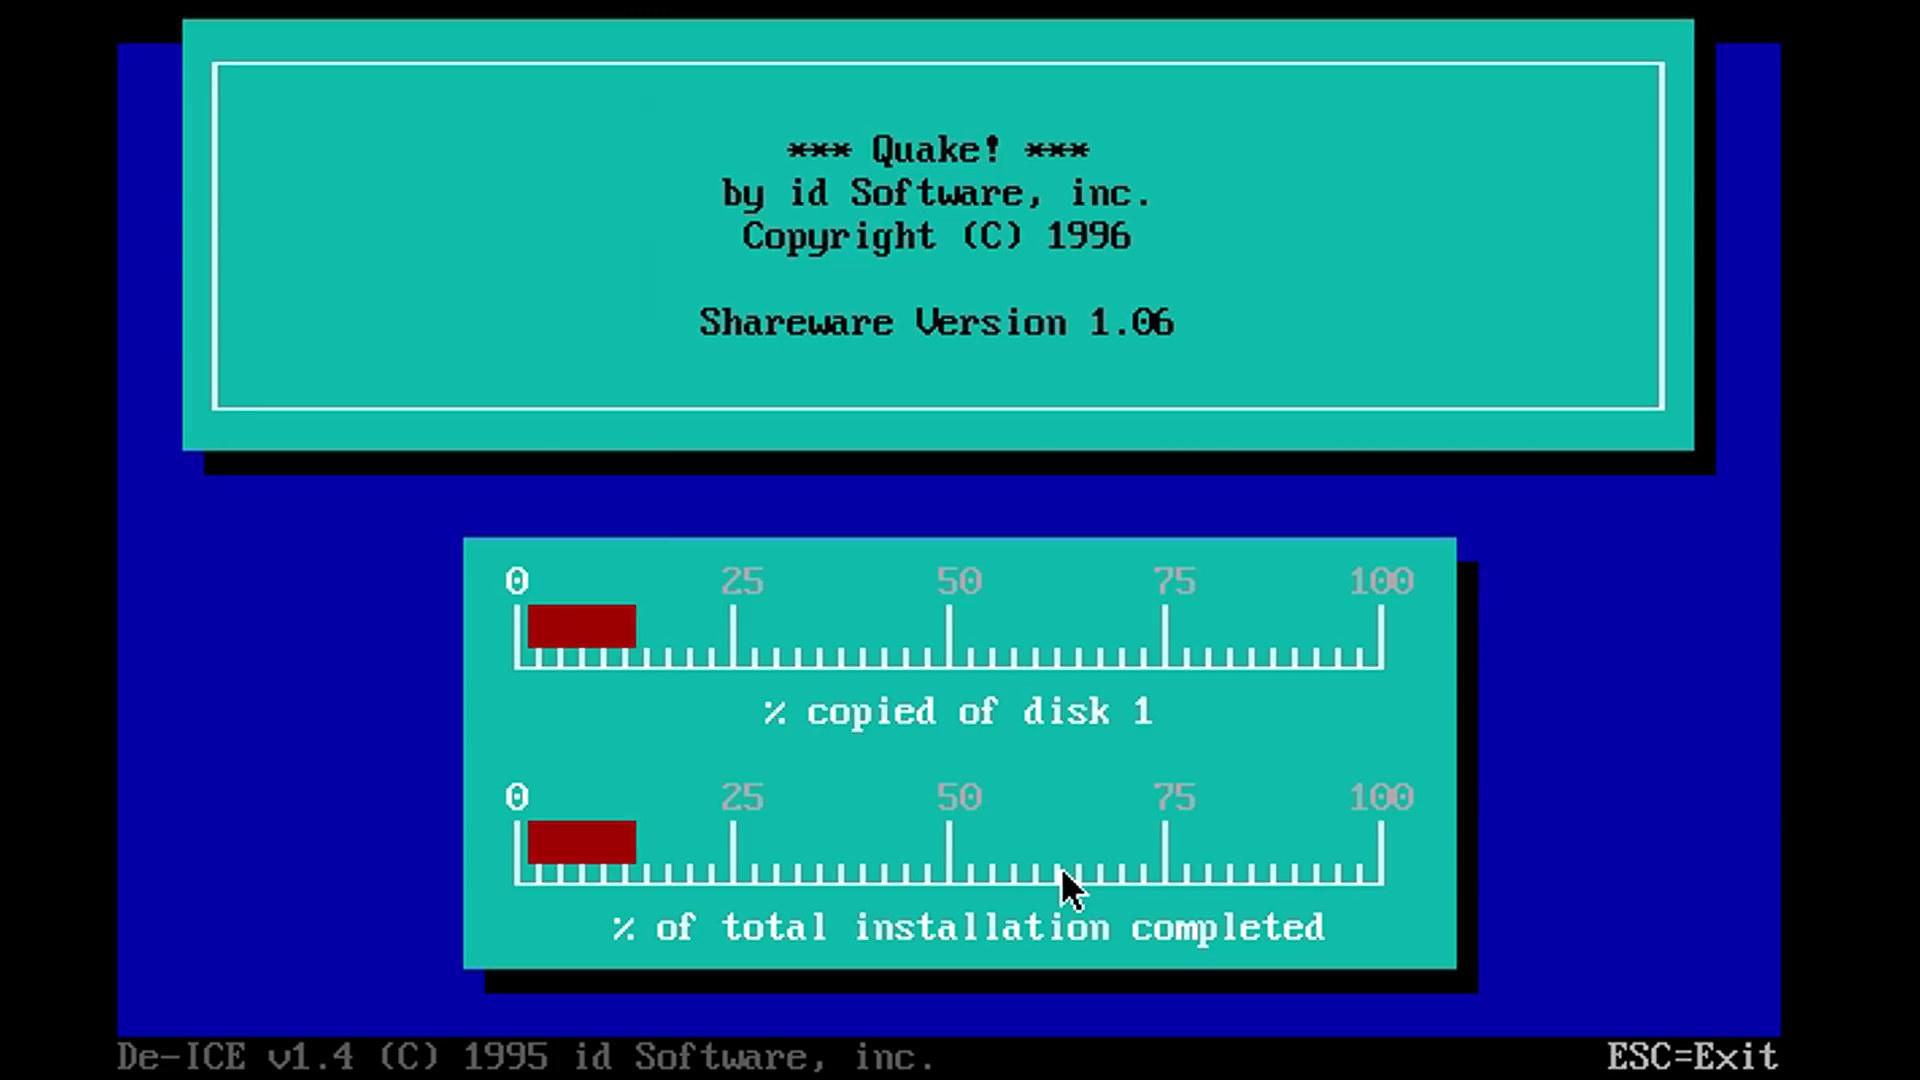 *** Quake! ***
by id Software, inc.
Copyright (C) 1996
Shareware Version 1.06
0 25 50 75 100
% copied of disk 1
0 25 50 75 100
% of total installation completed
De-ICE v1.4 (C) 1995 id Software, inc. ESC=Exit